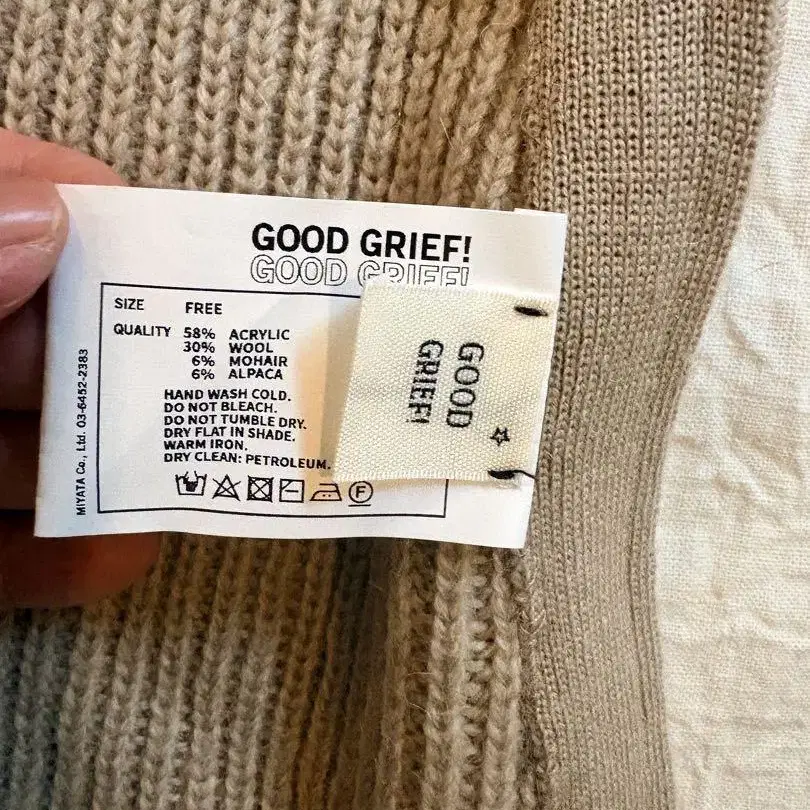 GOOD GRIEF!
GOOD GRIEF!
SIZE FREE
QUALITY 58% ACRYLIC
30% WOOL
6% MOHAIR
6% ALPACA
HAND WASH COLD.
DO NOT BLEACH.
DO NOT TUMBLE DRY.
DRY FLAT IN SHADE.
WARM IRON.
DRY CLEAN: PETROLEUM.
F
MIYATA Co., Ltd. 03-6452-2383
GOOD
GRIEF!